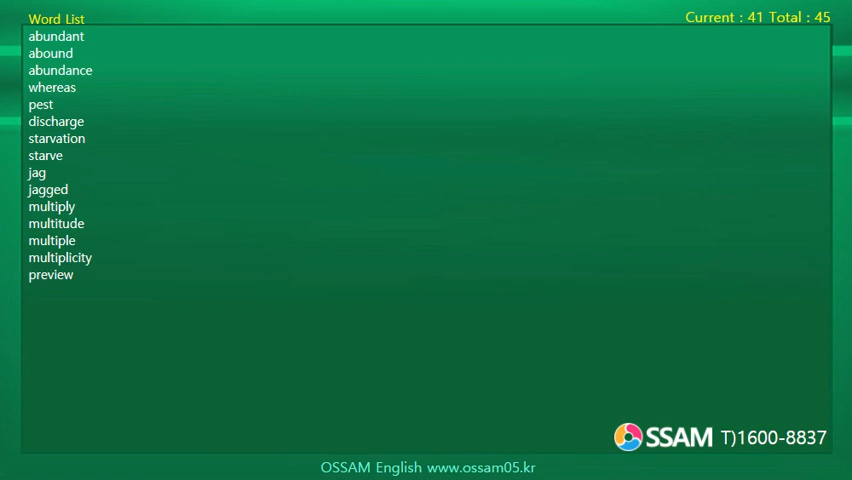 Word List
Current : 41 Total : 45
abundant
abound
abundance
whereas
pest
discharge
starvation
starve
jag
jagged
multiply
multitude
multiple
multiplicity
preview
SSAM T)1600-8837
OSSAM English www.ossam05.kr